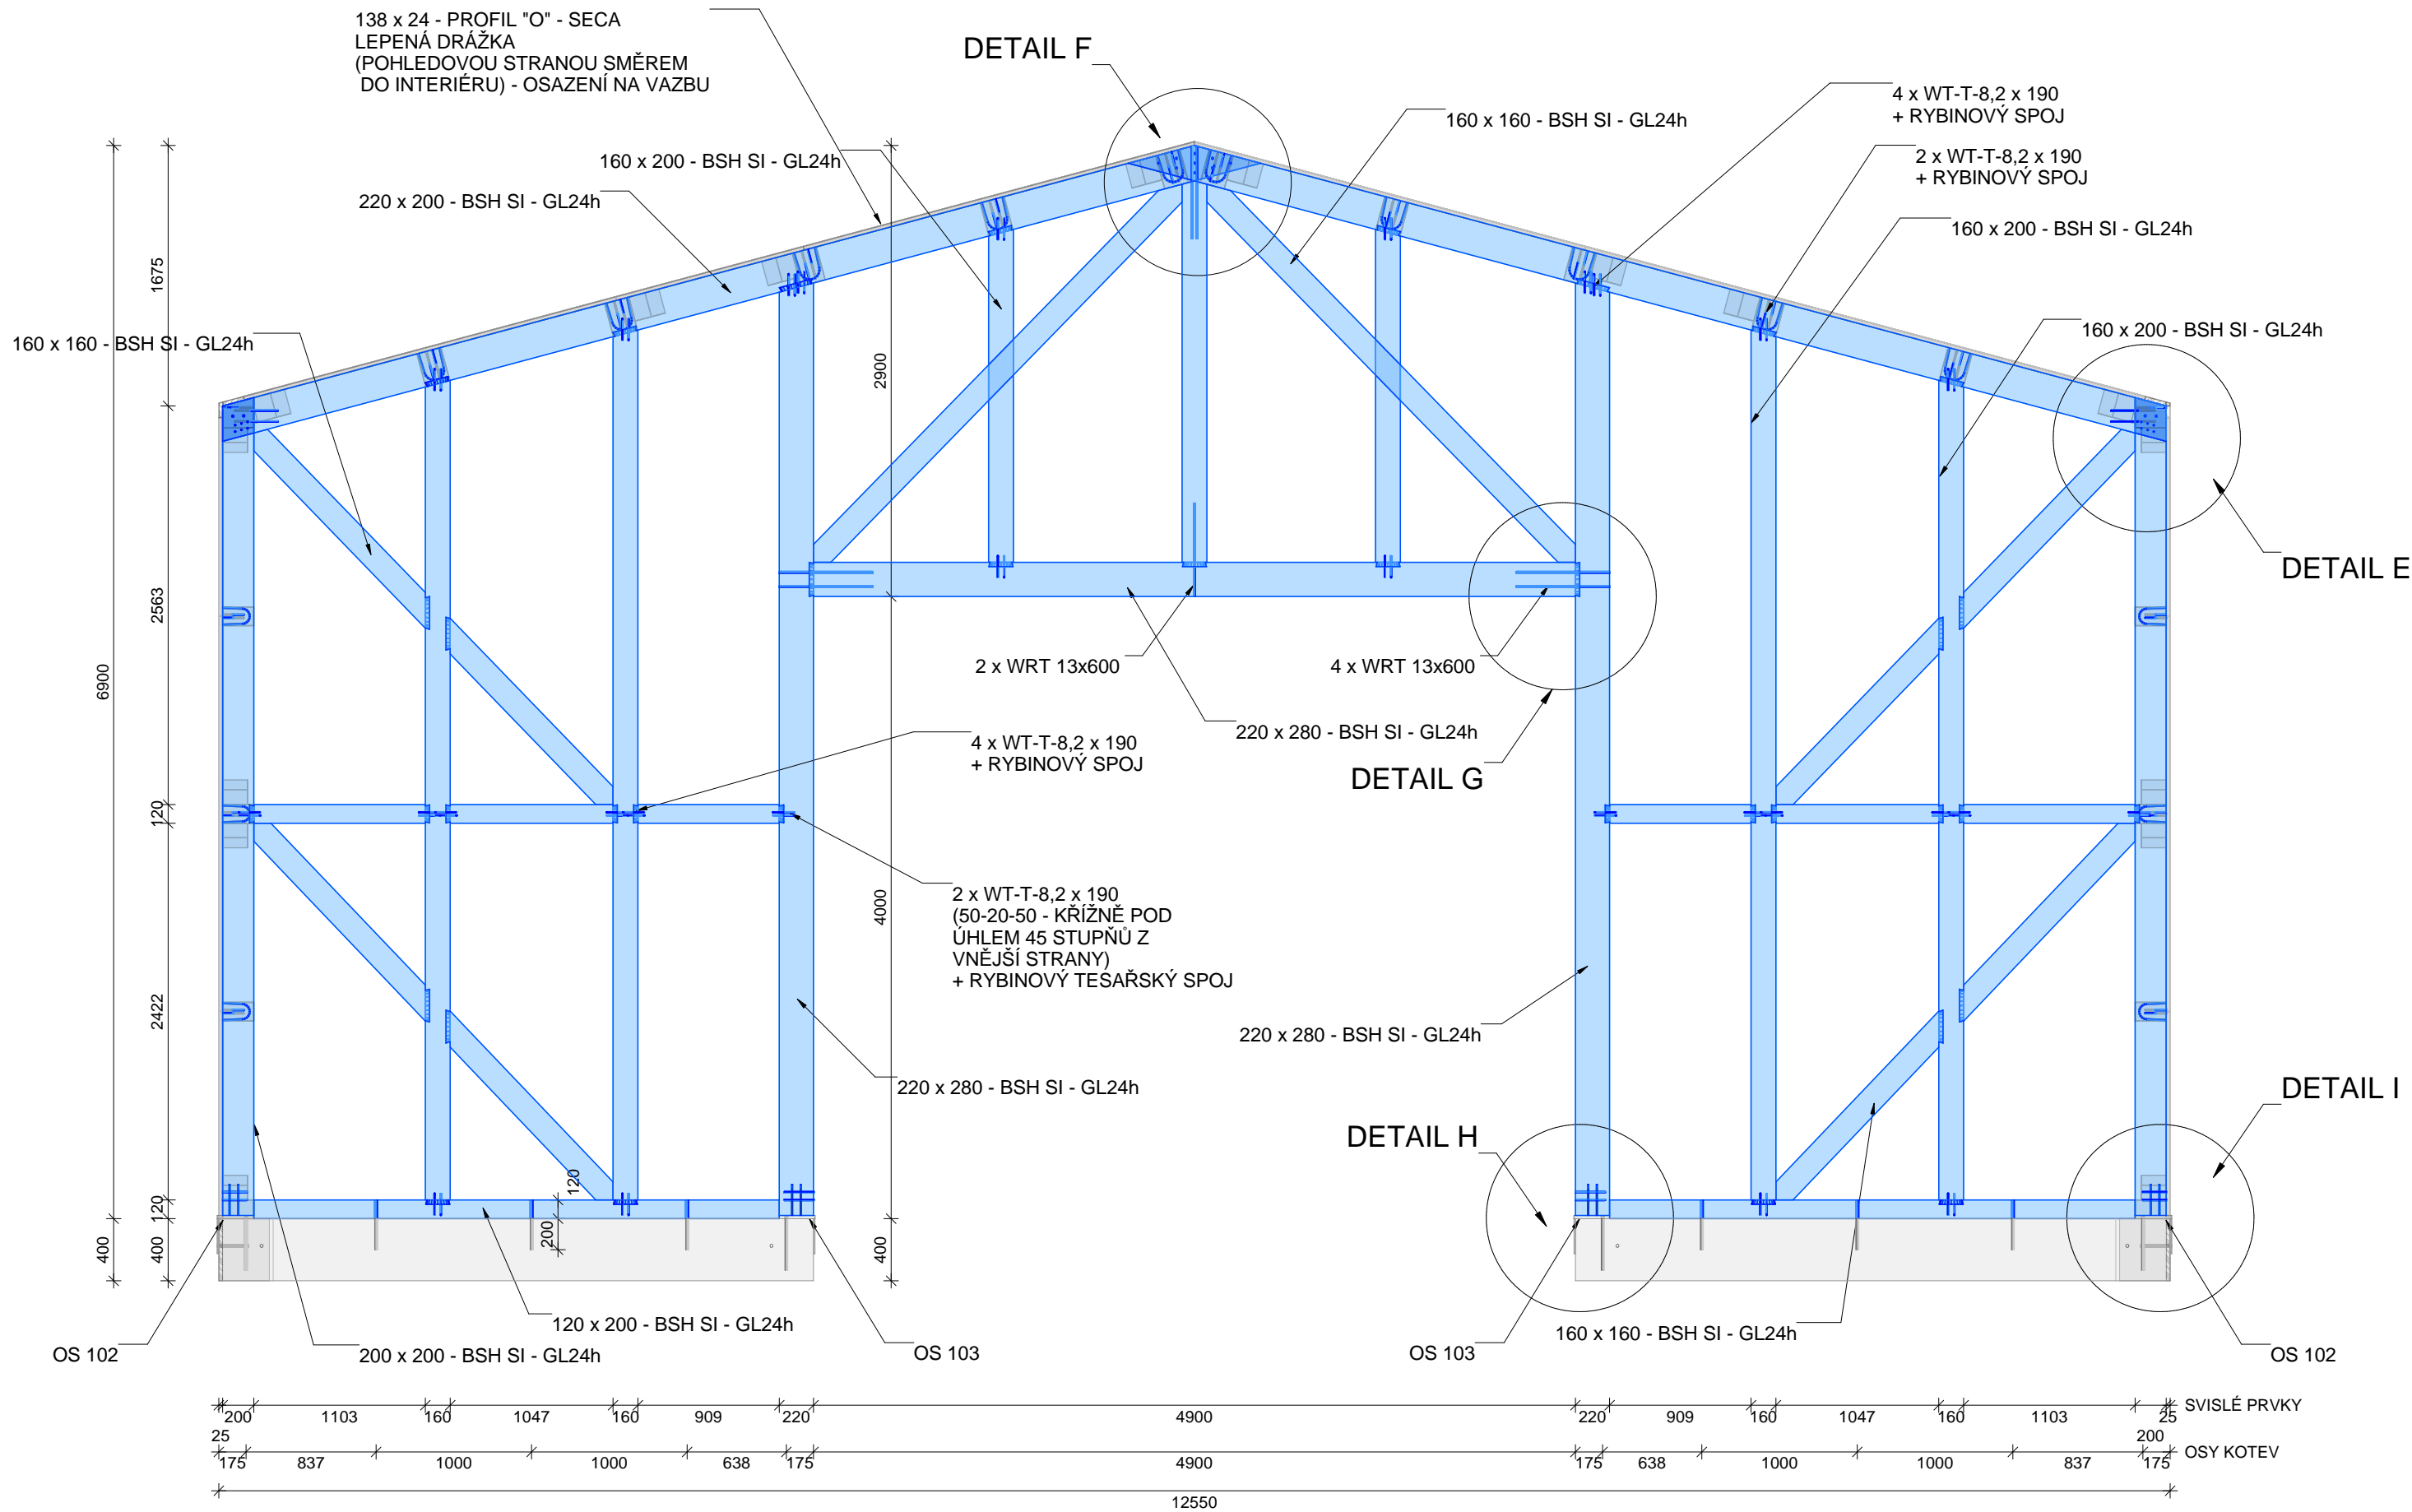 138 x 24 - PROFIL "O" - SECA
LEPENÁ DRÁŽKA
(POHLEDOVOU STRANOU SMĚREM
DO INTERIÉRU) - OSAZENÍ NA VAZBU
DETAIL F
4 x WT-T-8,2 x 190
+ RYBINOVÝ SPOJ
160 x 160 - BSH SI - GL24h
160 x 200 - BSH SI - GL24h
2 x WT-T-8,2 x 190
+ RYBINOVÝ SPOJ
220 x 200 - BSH SI - GL24h
160 x 200 - BSH SI - GL24h
1675
160 x 160 - BSH SI - GL24h
160 x 200 - BSH SI - GL24h
2900
DETAIL E
2563
6900
2 x WRT 13x600
4 x WRT 13x600
220 x 280 - BSH SI - GL24h
4 x WT-T-8,2 x 190
+ RYBINOVÝ SPOJ
DETAIL G
120
2 x WT-T-8,2 x 190
(50-20-50 - KŘÍŽNĚ POD
ÚHLEM 45 STUPŇŮ Z
VNĚJŠÍ STRANY)
+ RYBINOVÝ TESAŘSKÝ SPOJ
4000
2422
220 x 280 - BSH SI - GL24h
220 x 280 - BSH SI - GL24h
DETAIL I
DETAIL H
120
120
200
400
400
400
120 x 200 - BSH SI - GL24h
160 x 160 - BSH SI - GL24h
OS 102
200 x 200 - BSH SI - GL24h
OS 103
OS 103
OS 102
200 1103 160 1047 160 909 220 4900 220 909 160 1047 160 1103 25 SVISLÉ PRVKY
25 200
175 837 1000 1000 638 175 4900 175 638 1000 1000 837 175 OSY KOTEV
12550